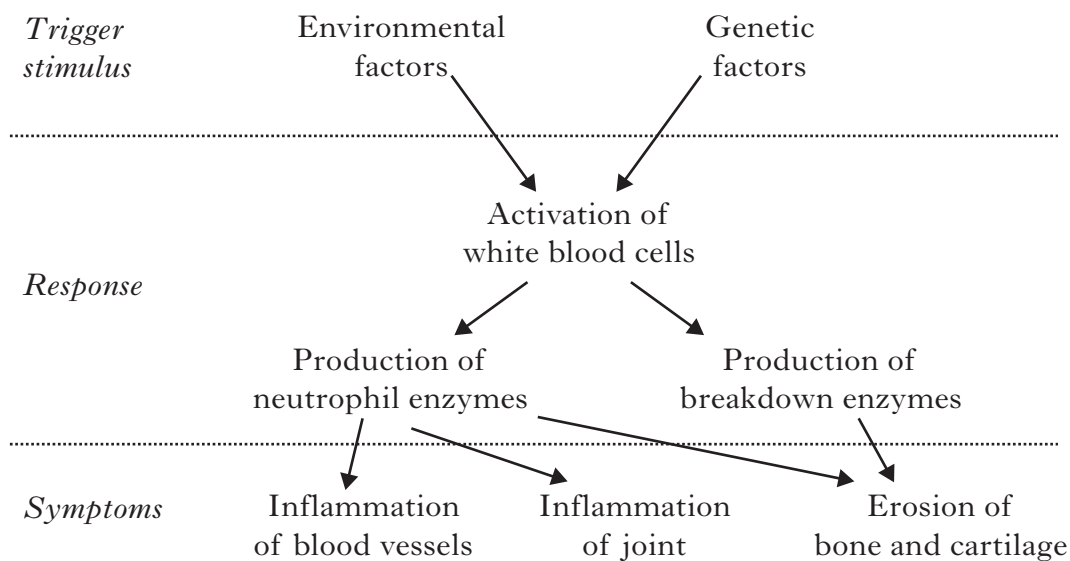 Trigger
stimulus
Environmental
factors
Genetic
factors
Response
Activation of
white blood cells
Production of
neutrophil enzymes
Production of
breakdown enzymes
Symptoms
Inflammation
of blood vessels
Inflammation
of joint
Erosion of
bone and cartilage